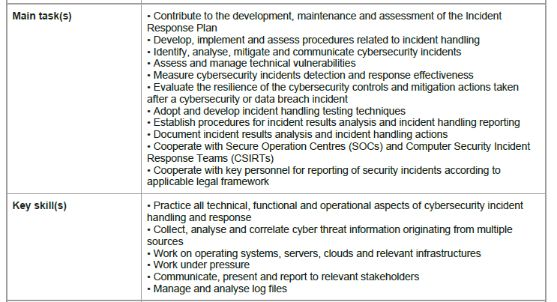 Main task(s)
• Contribute to the development, maintenance and assessment of the Incident
Response Plan
• Develop, implement and assess procedures related to incident handling
• Identify, analyse, mitigate and communicate cybersecurity incidents
• Assess and manage technical vulnerabilities
• Measure cybersecurity incidents detection and response effectiveness
• Evaluate the resilience of the cybersecurity controls and mitigation actions taken
after a cybersecurity or data breach incident
• Adopt and develop incident handling testing techniques
• Establish procedures for incident results analysis and incident handling reporting
• Document incident results analysis and incident handling actions
• Cooperate with Secure Operation Centres (SOCs) and Computer Security Incident
Response Teams (CSIRTs)
• Cooperate with key personnel for reporting of security incidents according to
applicable legal framework
Key skill(s)
• Practice all technical, functional and operational aspects of cybersecurity incident
handling and response
• Collect, analyse and correlate cyber threat information originating from multiple
sources
• Work on operating systems, servers, clouds and relevant infrastructures
• Work under pressure
• Communicate, present and report to relevant stakeholders
• Manage and analyse log files